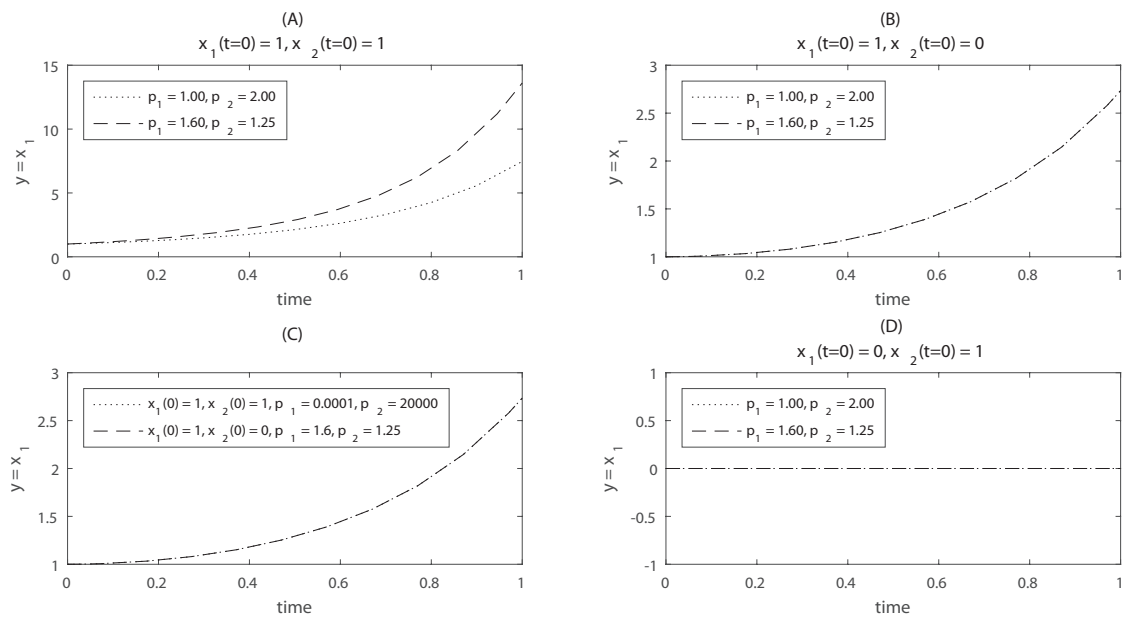 (A)
x 1(t=0) = 1, x 2(t=0) = 1
15
10
5
0
y = x 1
p 1 = 1.00, p 2 = 2.00
p 1 = 1.60, p 2 = 1.25
0 0.2 0.4 0.6 0.8 1
time
(B)
x 1(t=0) = 1, x 2(t=0) = 0
3
2.5
2
1.5
1
y = x 1
p 1 = 1.00, p 2 = 2.00
p 1 = 1.60, p 2 = 1.25
0 0.2 0.4 0.6 0.8 1
time
(C)
3
2.5
2
1.5
1
y = x 1
x 1(0) = 1, x 2(0) = 1, p 1 = 0.0001, p 2 = 20000
x 1(0) = 1, x 2(0) = 0, p 1 = 1.6, p 2 = 1.25
0 0.2 0.4 0.6 0.8 1
time
(D)
x 1(t=0) = 0, x 2(t=0) = 1
1
0.5
0
-0.5
-1
y = x 1
p 1 = 1.00, p 2 = 2.00
p 1 = 1.60, p 2 = 1.25
0 0.2 0.4 0.6 0.8 1
time